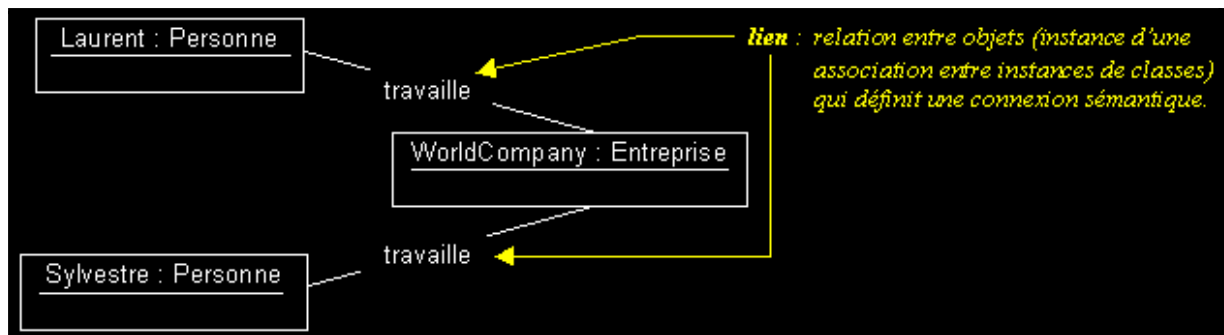 Laurent : Personne
lien : relation entre objets (instance d'une
association entre instances de classes)
qui définit une connexion sémantique.
travaille
WorldCompany : Entreprise
travaille
Sylvestre : Personne